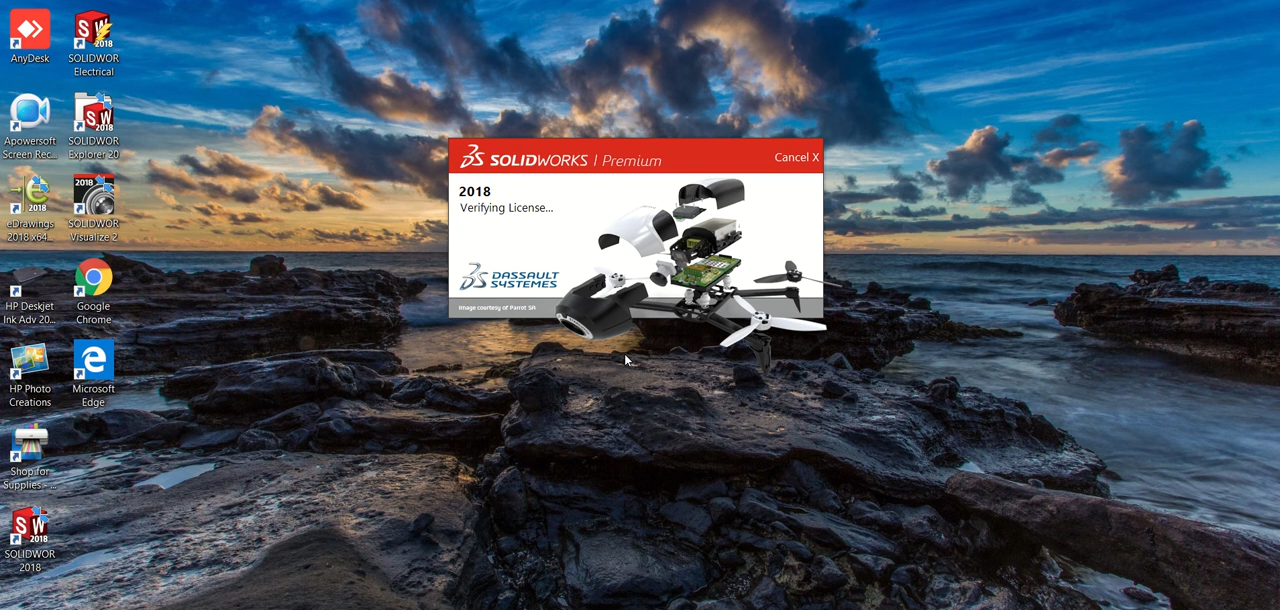 AnyDesk
2018
SOLIDWOR
Electrical
Apowersoft
Screen Rec...
2018
SOLIDWOR
Explorer 20
2018
eDrawings
2018 x64...
2018
SOLIDWOR
Visualize 2
HP Deskjet
Ink Adv 20...
Google
Chrome
HP Photo
Creations
Microsoft
Edge
Shop for
Supplies - ...
SW
2018
SOLIDWOR
2018
SOLIDWORKS | Premium
Cancel X
2018
Verifying License...
DASSAULT
SYSTEMES
Image courtesy of Parrot SA